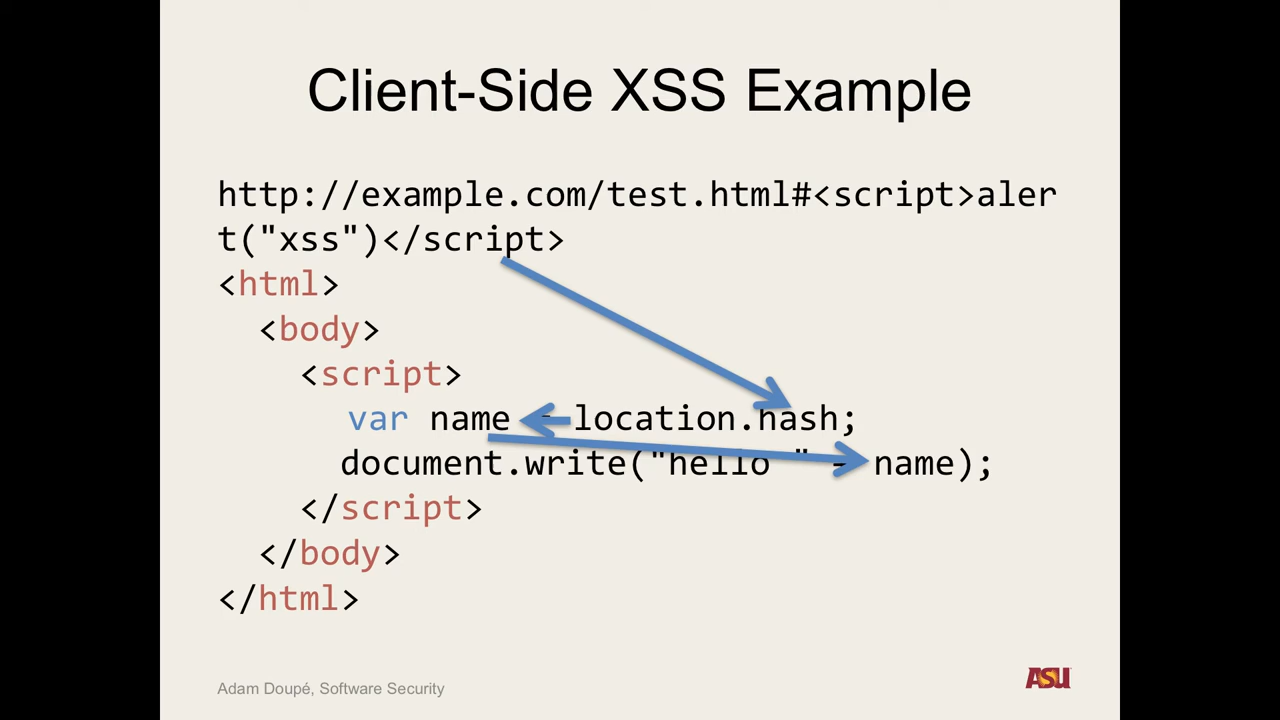 Client-Side XSS Example
http://example.com/test.html#<script>aler
t("xss")</script>
<html>
<body>
<script>
var name = location.hash;
document.write("hello " + name);
</script>
</body>
</html>
Adam Doupé, Software Security
ASU